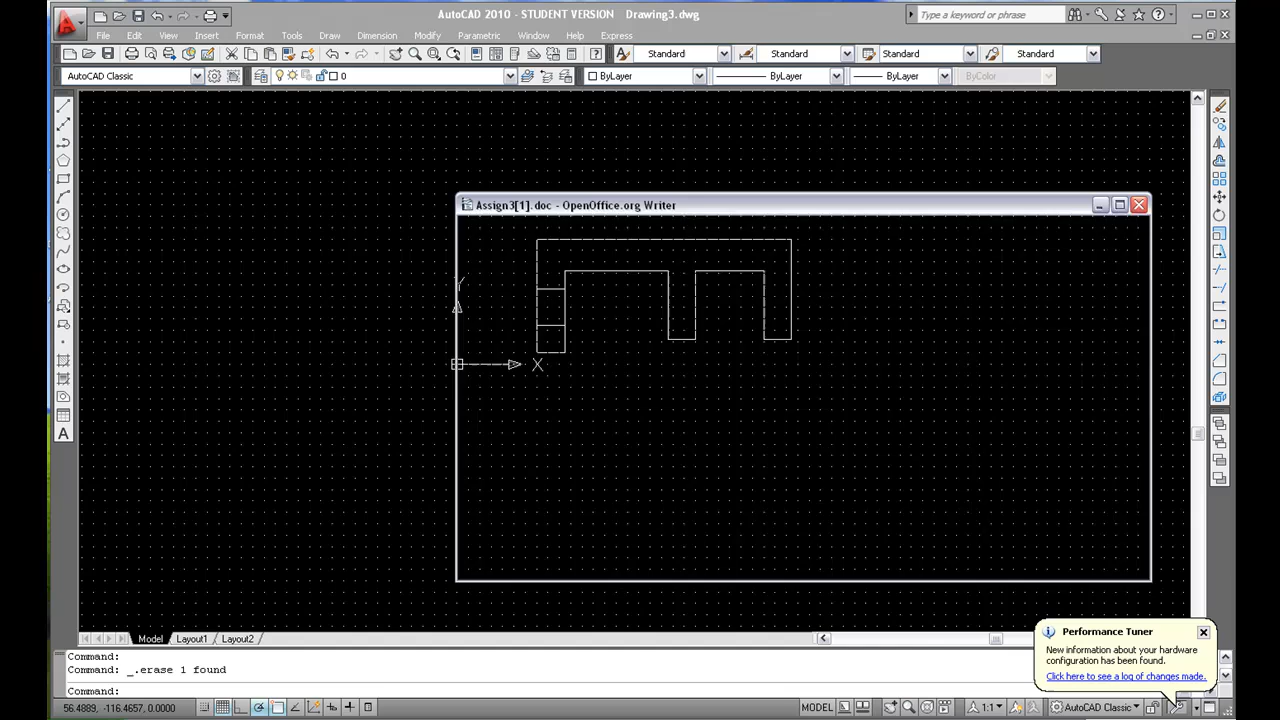 AutoCAD 2010 - STUDENT VERSION Drawing3.dwg
Type a keyword or phrase
File Edit View Insert Format Tools Draw Dimension Modify Parametric Window Help Express
Standard Standard Standard Standard
AutoCAD Classic 0 ByLayer ByLayer ByLayer ByColor
Assign3[1].doc - OpenOffice.org Writer
Y
X
Model Layout1 Layout2
Command:
Command: _.erase 1 found
Command:
Performance Tuner
New information about your hardware
configuration has been found.
Click here to see a log of changes made.
56.4889, -116.4657, 0.0000 MODEL 1:1 AutoCAD Classic
A